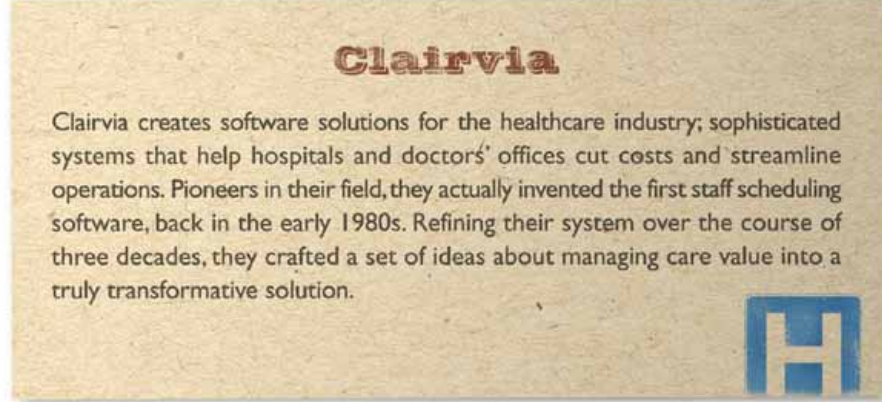 Clairvia
Clairvia creates software solutions for the healthcare industry; sophisticated
systems that help hospitals and doctors' offices cut costs and streamline
operations. Pioneers in their field, they actually invented the first staff scheduling
software, back in the early 1980s. Refining their system over the course of
three decades, they crafted a set of ideas about managing care value into a
truly transformative solution.
H